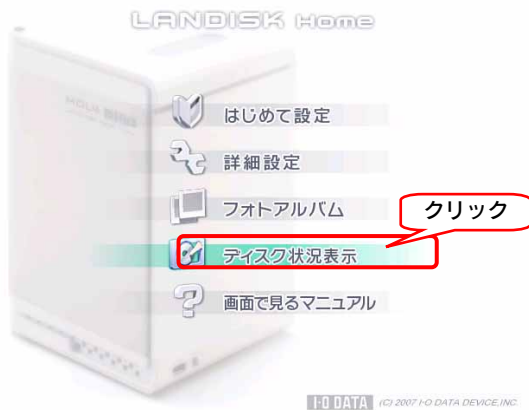 LANDISK Home
はじめて設定
詳細設定
フォトアルバム
クリック
ディスク状況表示
画面で見るマニュアル
I-O DATA (C) 2007 I-O DATA DEVICE,INC.